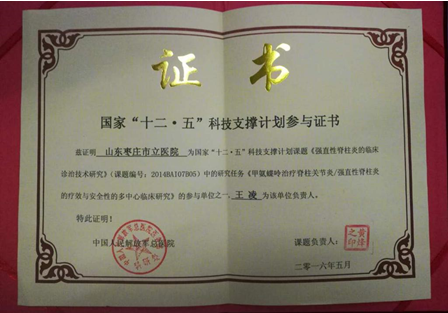 证书
国家“十二·五”科技支撑计划参与证书
兹证明 山东枣庄市立医院 为国家“十二·五”科技支撑计划课题《强直性脊柱炎的临床
诊治技术研究》(课题编号:2014BAI07B05)中的研究任务《甲氨蝶呤治疗脊柱关节炎/强直性脊柱炎
的疗效与安全性的多中心临床研究》的参与单位之一,王凌 为该单位负责人。
特此证明!
中国人民解放军总医院
课题负责人:
黄烽之印
二〇一六年五月